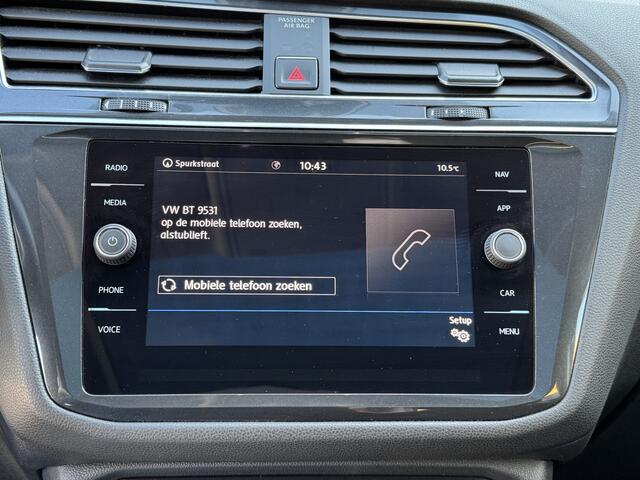 PASSENGER
AIR BAG
RADIO
MEDIA
PHONE
VOICE
Spurkstraat
10:43
10.5°C
VW BT 9531
op de mobiele telefoon zoeken,
alstublieft.
Mobiele telefoon zoeken
Setup
NAV
APP
CAR
MENU